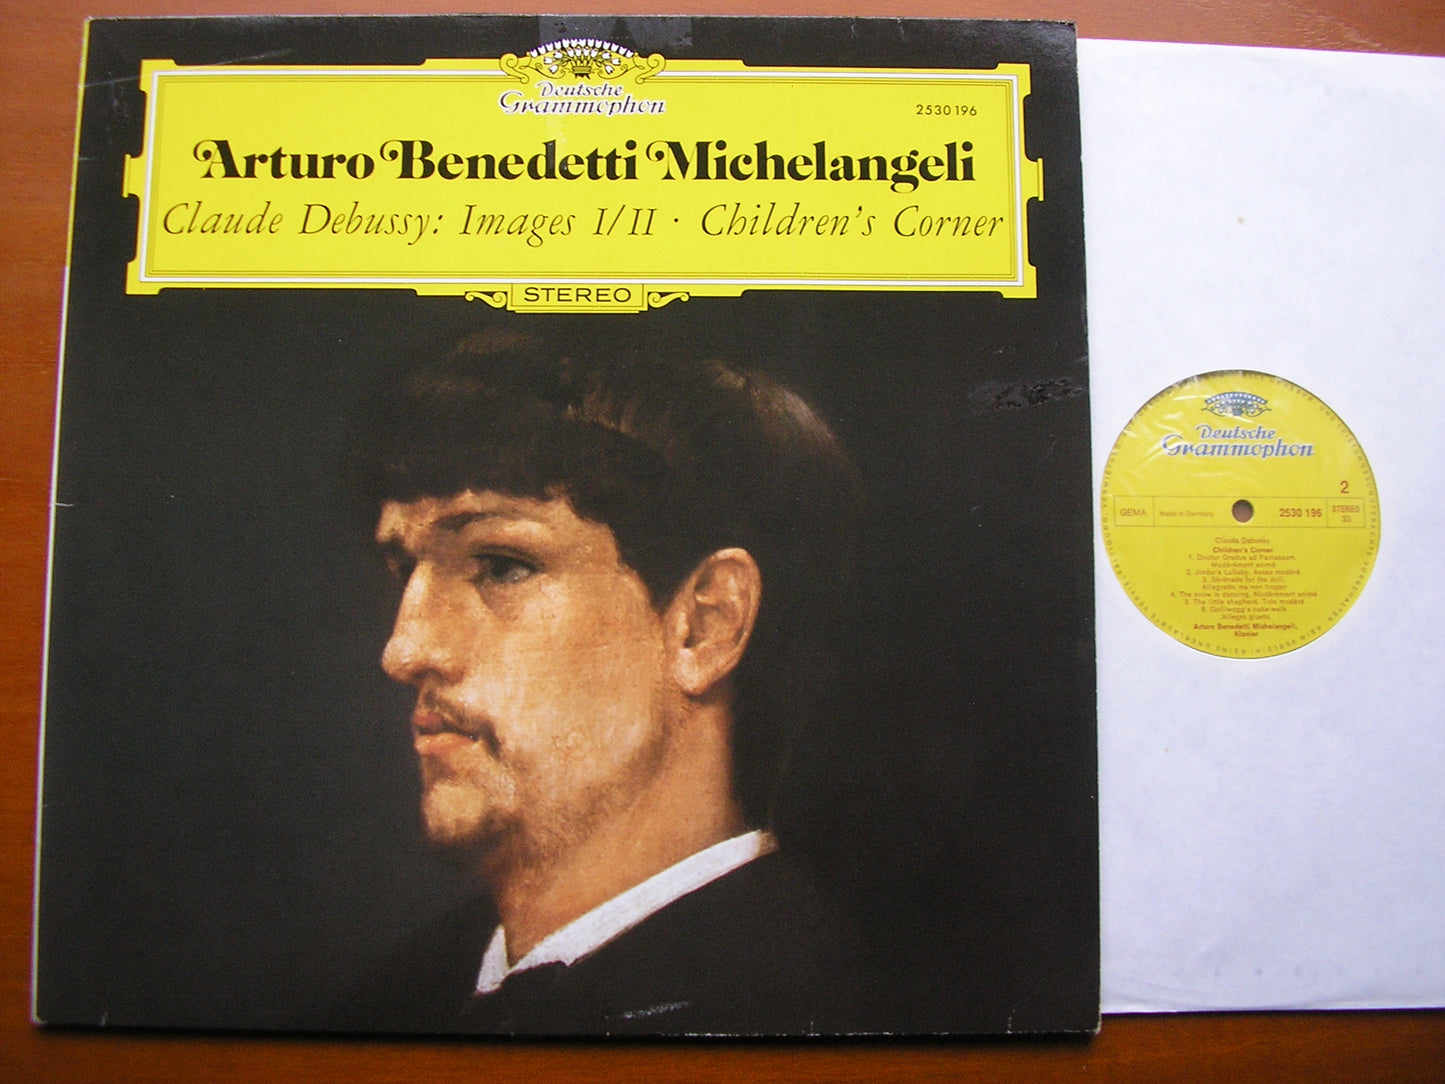 Deutsche
Grammophon
2530 196
Arturo Benedetti Michelangeli
Claude Debussy: Images I/II · Children's Corner
STEREO
Deutsche
Grammophon
2
GEMA
Made in Germany
2530 196
STEREO
33
Claude Debussy
Children's Corner
1. Doctor Gradus ad Parnassum.
Modérément animé
2. Jimbo's Lullaby. Assez modéré
3. Sérénade for the doll.
Allegretto ma non troppo
4. The snow is dancing. Modérément animé
5. The little shepherd. Très modéré.
6. Golliwogg's cake-walk.
Allegro giusto
Arturo Benedetti Michelangeli,
Klavier